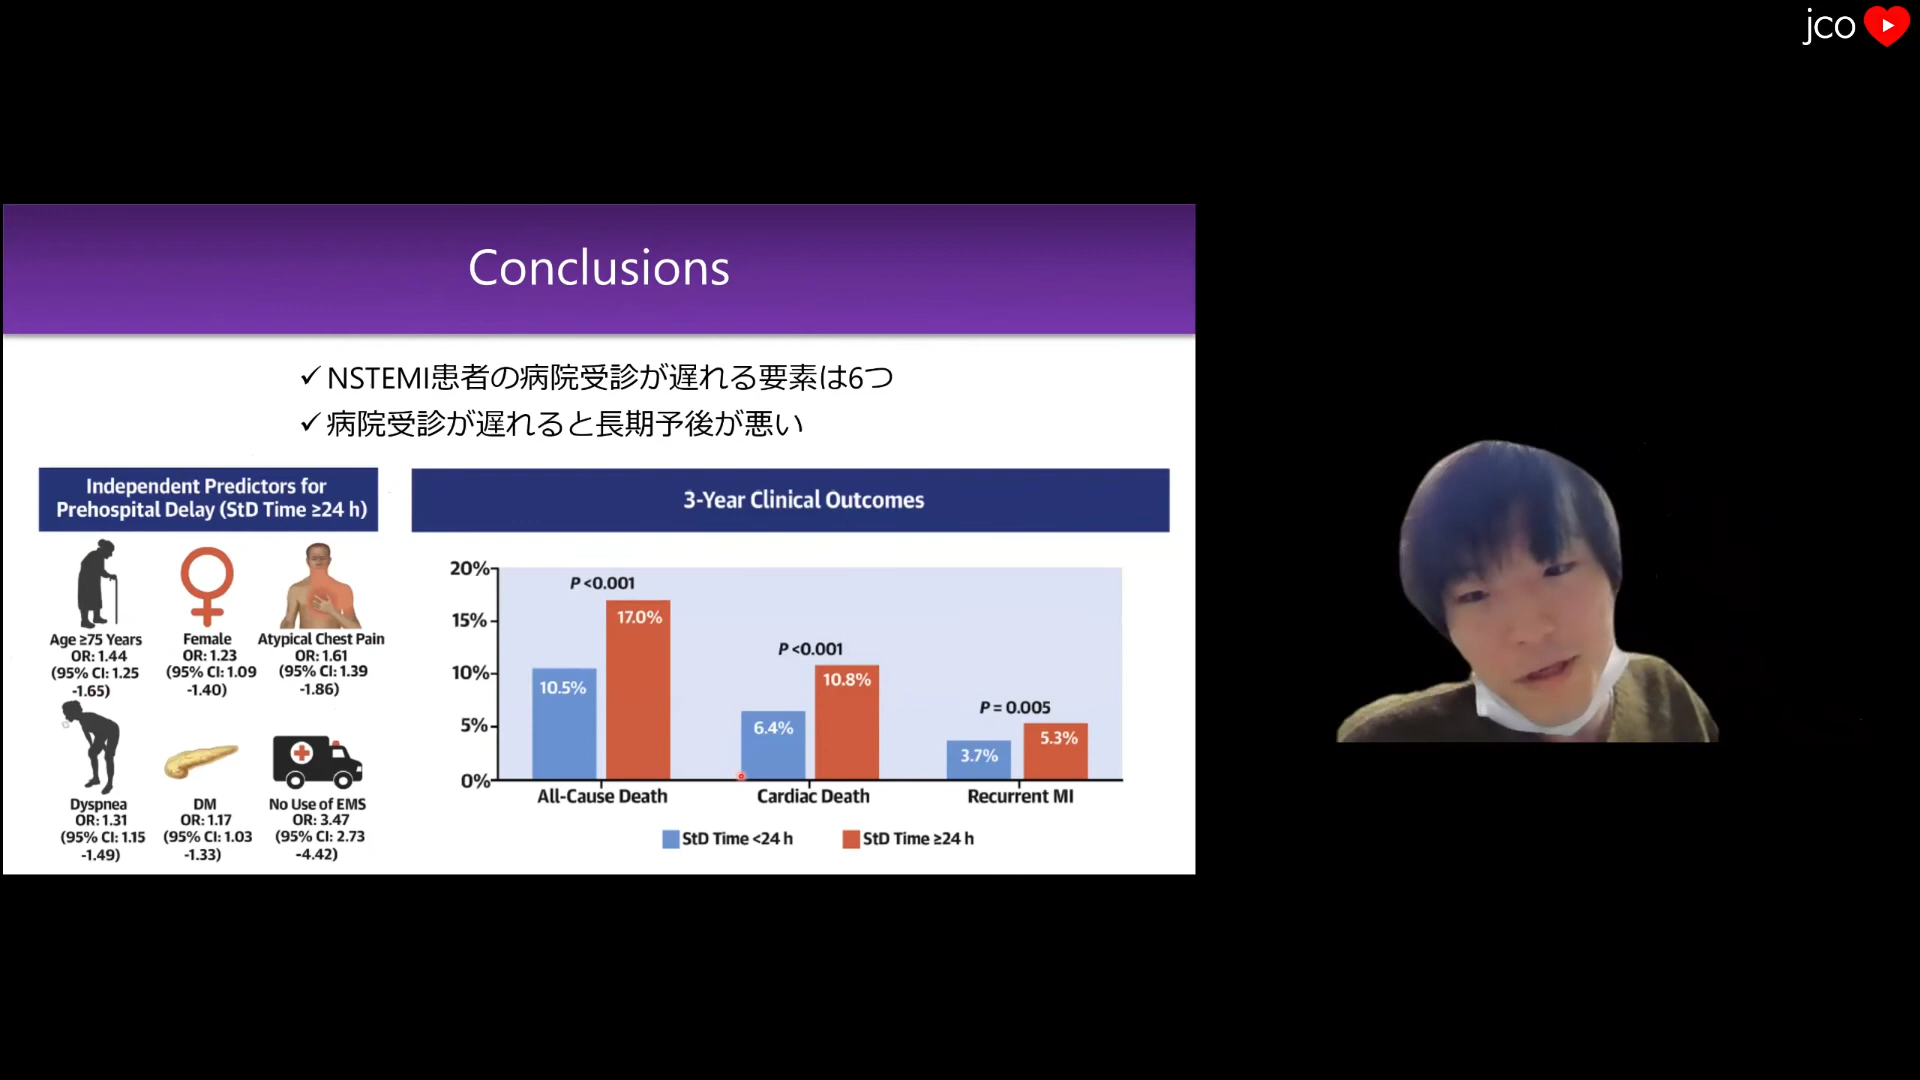 jco
Conclusions
✓NSTEMI患者の病院受診が遅れる要素は6つ
✓病院受診が遅れると長期予後が悪い
Independent Predictors for
Prehospital Delay (StD Time ≥24 h)
Age ≥75 Years
OR: 1.44
(95% CI: 1.25
-1.65)
Female
OR: 1.23
(95% CI: 1.09
-1.40)
Atypical Chest Pain
OR: 1.61
(95% CI: 1.39
-1.86)
Dyspnea
OR: 1.31
(95% CI: 1.15
-1.49)
DM
OR: 1.17
(95% CI: 1.03
-1.33)
No Use of EMS
OR: 3.47
(95% CI: 2.73
-4.42)
3-Year Clinical Outcomes
20%
15%
10%
5%
0%
P <0.001
10.5%
17.0%
P <0.001
6.4%
10.8%
P = 0.005
3.7%
5.3%
All-Cause Death
Cardiac Death
Recurrent MI
StD Time <24 h
StD Time ≥24 h